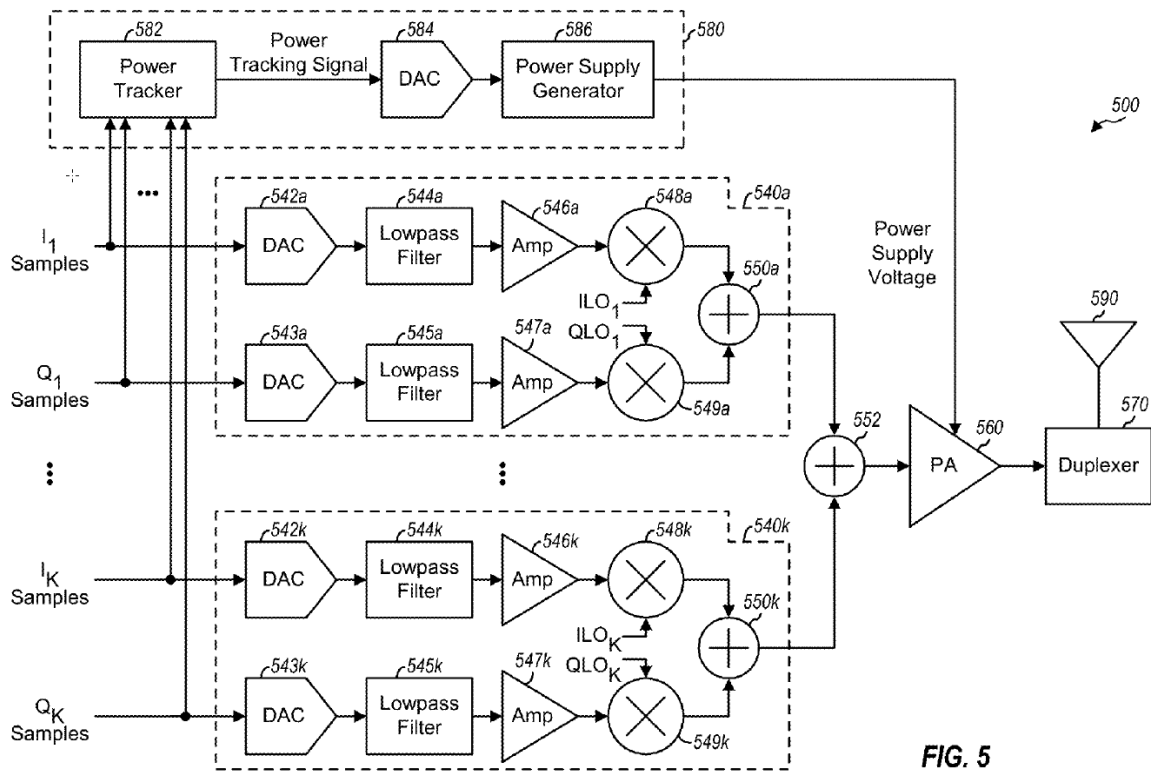 582
Power
Tracker
Power
Tracking Signal
584
DAC
586
Power Supply
Generator
580
500
•••
I1
Samples
542a
DAC
544a
Lowpass
Filter
546a
Amp
548a
540a
ILO1
550a
Power
Supply
Voltage
QLO1
Q1
Samples
543a
DAC
545a
Lowpass
Filter
547a
Amp
549a
590
552
560
PA
570
Duplexer
IK
Samples
542k
DAC
544k
Lowpass
Filter
546k
Amp
548k
540k
ILOK
550k
QLOK
QK
Samples
543k
DAC
545k
Lowpass
Filter
547k
Amp
549k
FIG. 5